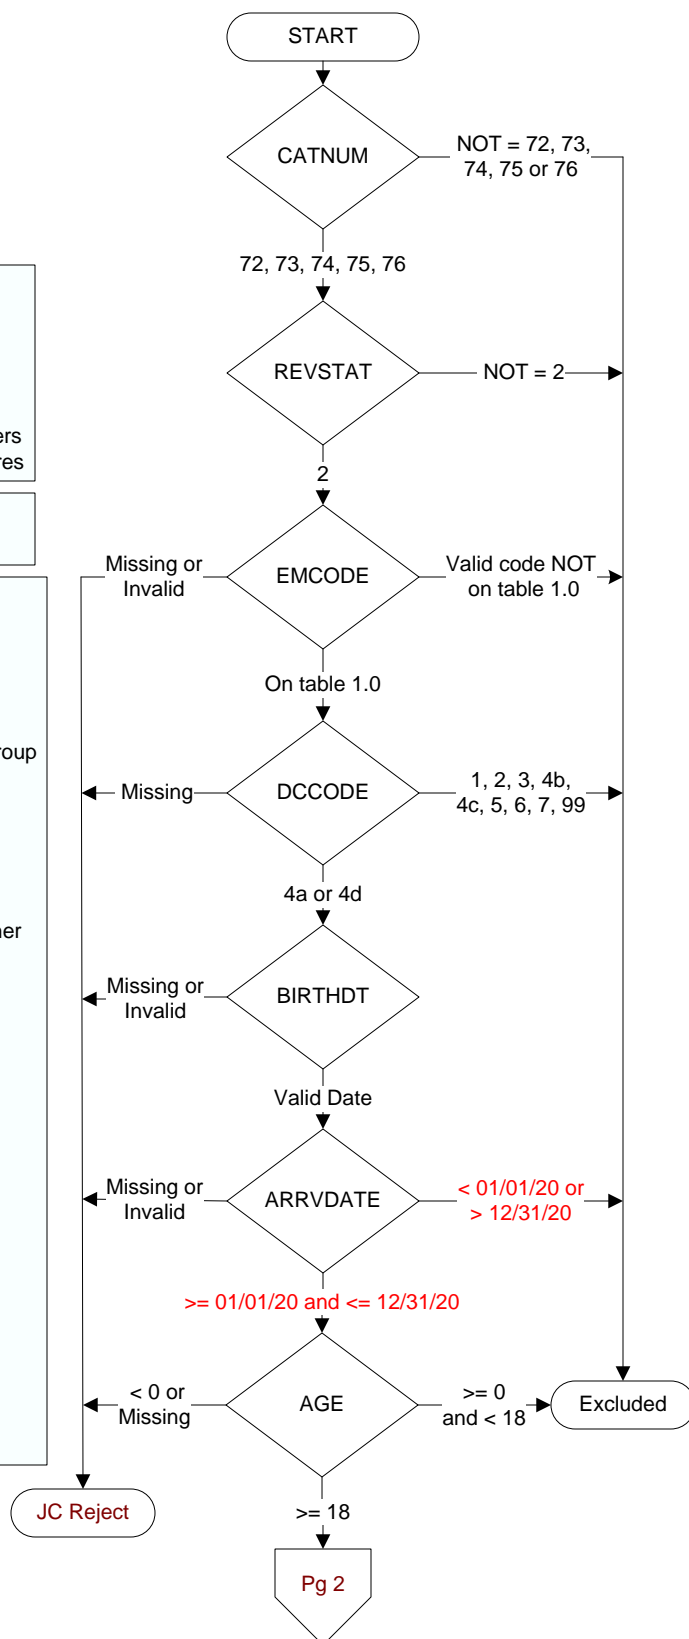 START
CATNUM
NOT = 72, 73,
74, 75 or 76
72, 73, 74, 75, 76
REVSTAT
NOT = 2
2
EMCODE
Missing or
Invalid
Valid code NOT
on table 1.0
On table 1.0
DCCODE
Missing
1, 2, 3, 4b,
4c, 5, 6, 7, 99
4a or 4d
BIRTHDT
Missing or
Invalid
Valid Date
ARRVDATE
Missing or
Invalid
< 01/01/20 or
> 12/31/20
>= 01/01/20 and <= 12/31/20
AGE
< 0 or
Missing
>= 0
and < 18
Excluded
>= 18
JC Reject
Pg 2